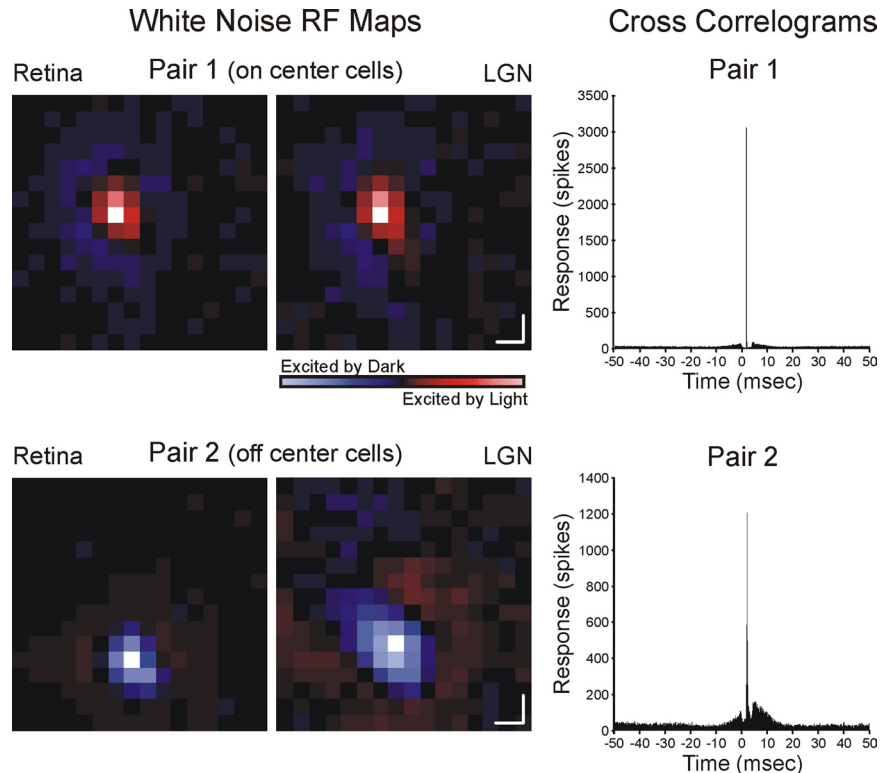 White Noise RF Maps
Cross Correlograms
Retina
Pair 1 (on center cells)
LGN
Excited by Dark
Excited by Light
Pair 1
Response (spikes)
3500
3000
2500
2000
1500
1000
500
0
-50 -40 -30 -20 -10 0 10 20 30 40 50
Time (msec)
Retina
Pair 2 (off center cells)
LGN
Pair 2
Response (spikes)
1400
1200
1000
800
600
400
200
0
-50 -40 -30 -20 -10 0 10 20 30 40 50
Time (msec)